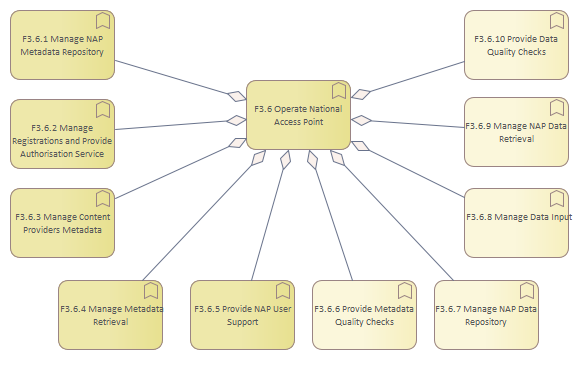 F3.6.1 Manage NAP
Metadata Repository
F3.6.10 Provide Data
Quality Checks
F3.6 Operate National
Access Point
F3.6.2 Manage
Registrations and Provide
Authorisation Service
F3.6.9 Manage NAP Data
Retrieval
F3.6.3 Manage Content
Providers Metadata
F3.6.8 Manage Data Input
F3.6.4 Manage Metadata
Retrieval
F3.6.5 Provide NAP User
Support
F3.6.6 Provide Metadata
Quality Checks
F3.6.7 Manage NAP Data
Repository